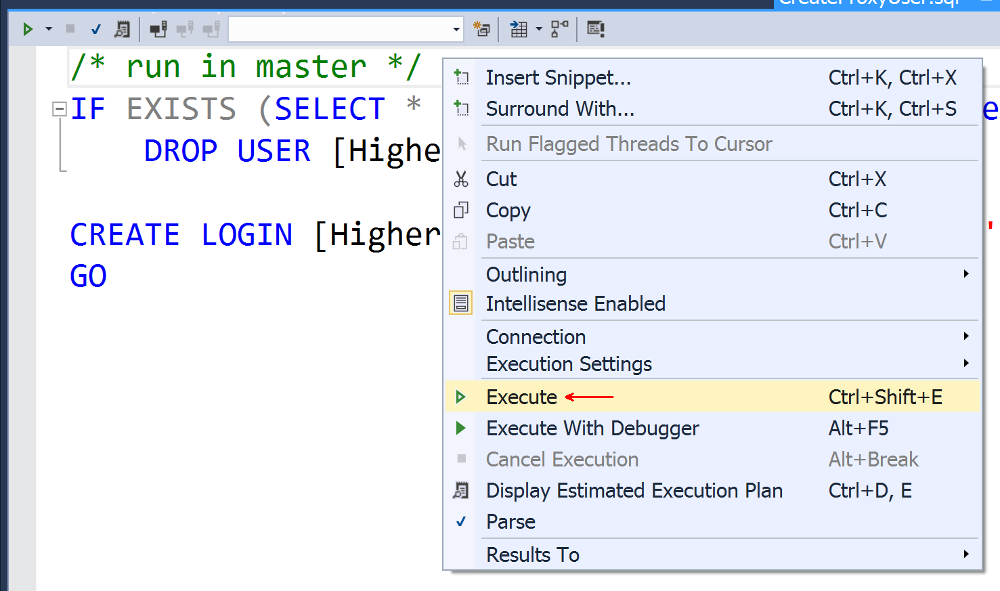 CreateProxyUser.sql
/* run in master */
IF EXISTS (SELECT * e
DROP USER [Highe
CREATE LOGIN [Higher '
GO
Insert Snippet... Ctrl+K, Ctrl+X
Surround With... Ctrl+K, Ctrl+S
Run Flagged Threads To Cursor
Cut Ctrl+X
Copy Ctrl+C
Paste Ctrl+V
Outlining
Intellisense Enabled
Connection
Execution Settings
Execute Ctrl+Shift+E
Execute With Debugger Alt+F5
Cancel Execution Alt+Break
Display Estimated Execution Plan Ctrl+D, E
Parse
Results To